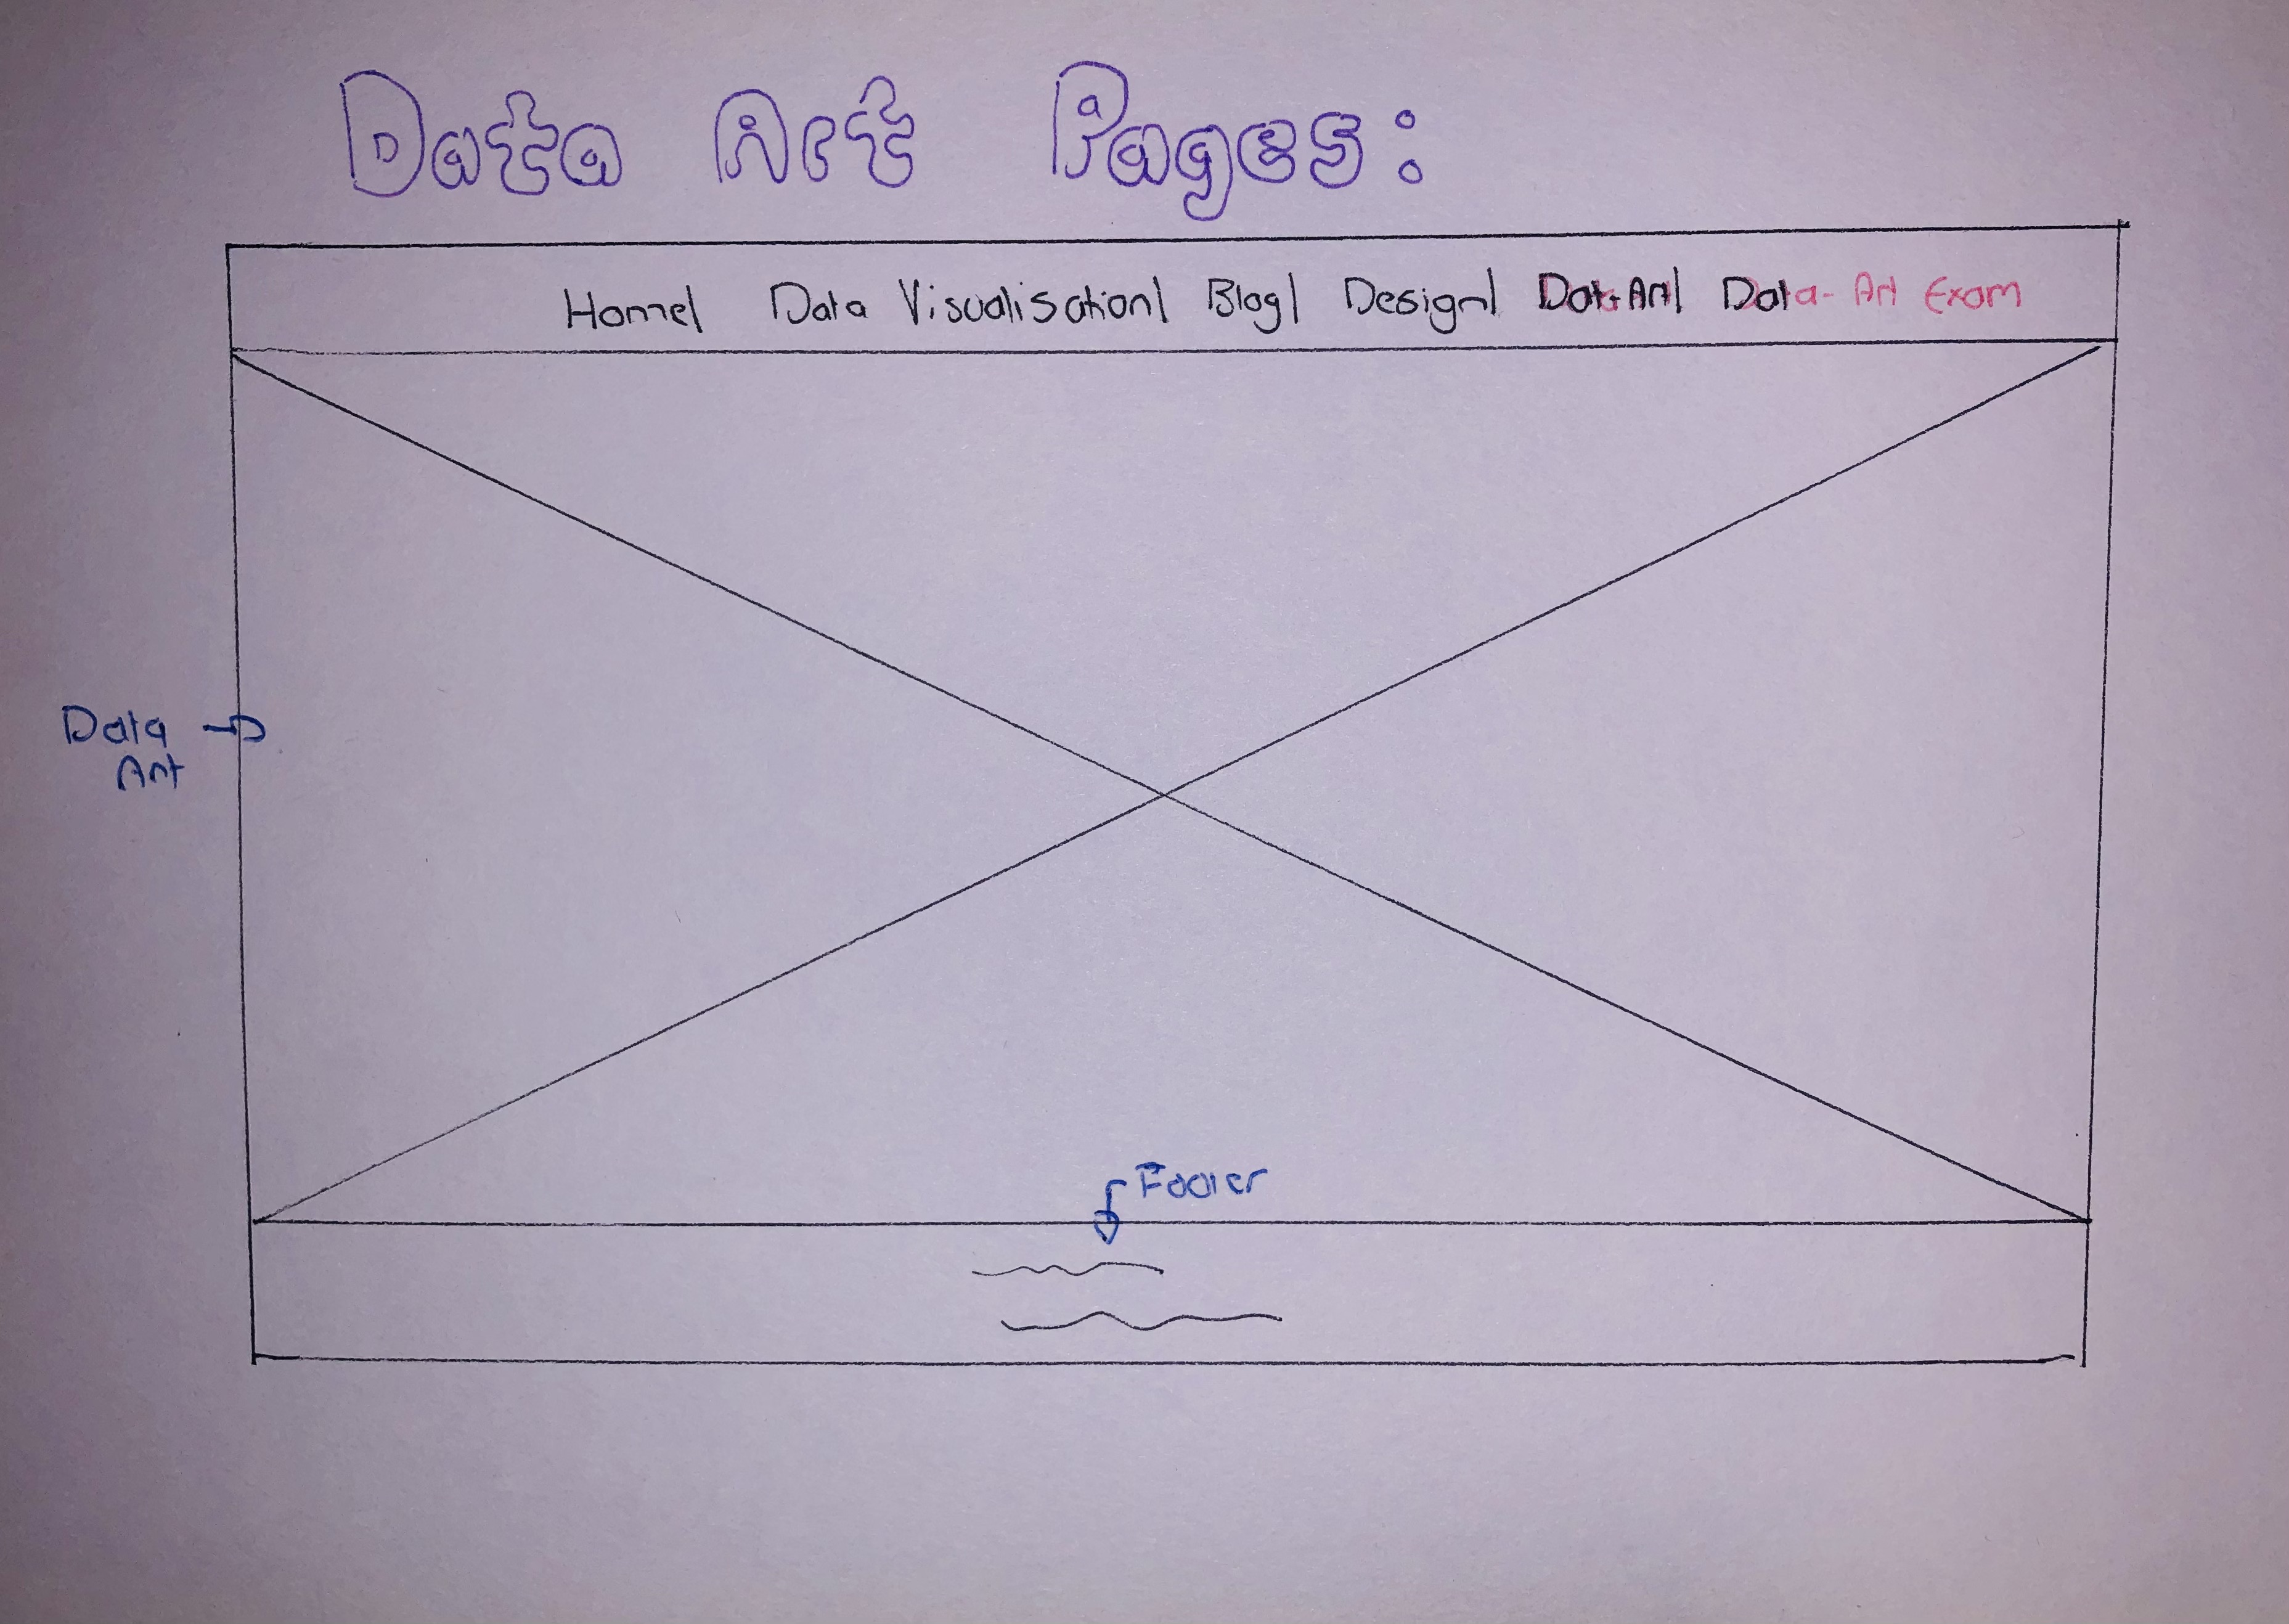 Data Art Pages:
Home| Data Visualisation| Blog| Design| Data Art| Data-Art Exam
Data
Art
Footer